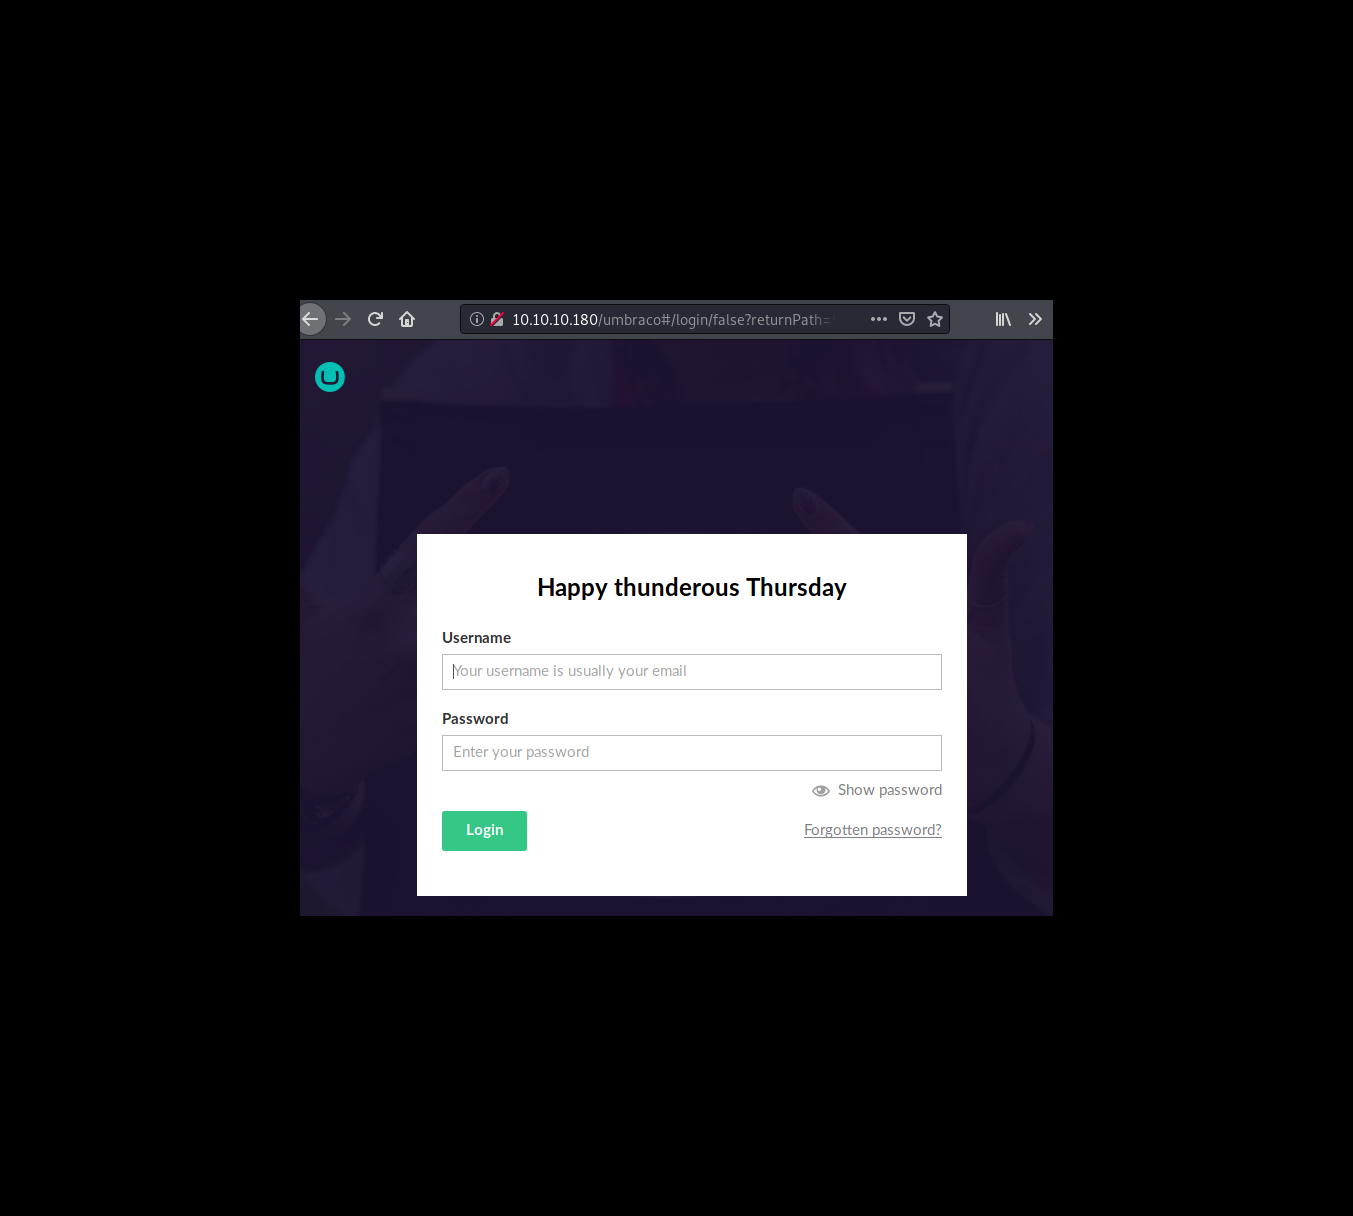 10.10.10.180/umbraco#/login/false?returnPath=
Happy thunderous Thursday
Username
Your username is usually your email
Password
Enter your password
Show password
Login
Forgotten password?